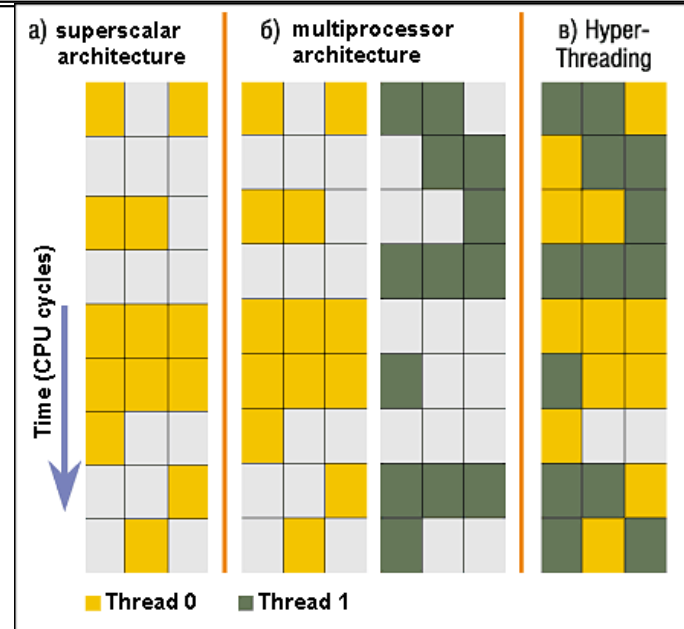 а) superscalar
architecture
б) multiprocessor
architecture
в) Hyper-
Threading
Time (CPU cycles)
Thread 0
Thread 1